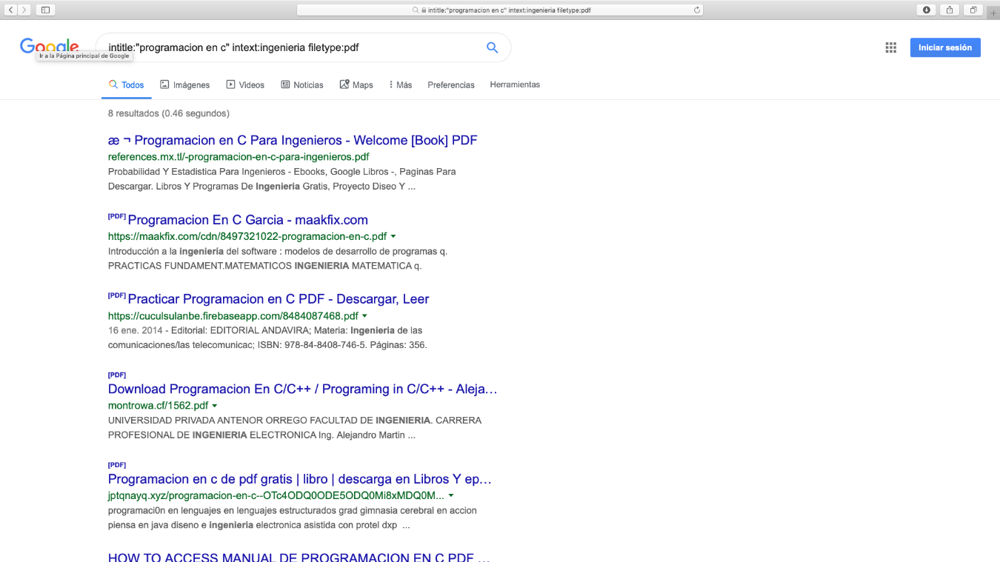 intitle:"programacion en c" intext:ingenieria filetype:pdf
Google
intitle:"programacion en c" intext:ingenieria filetype:pdf
Iniciar sesión
Ir a la Página principal de Google
Todos Imágenes Videos Noticias Maps Más Preferencias Herramientas
8 resultados (0.46 segundos)
æ ¬ Programacion en C Para Ingenieros - Welcome [Book] PDF
references.mx.tl/-programacion-en-c-para-ingenieros.pdf
Probabilidad Y Estadistica Para Ingenieros - Ebooks, Google Libros -, Paginas Para
Descargar. Libros Y Programas De Ingenieria Gratis, Proyecto Diseo Y ...
[PDF] Programacion En C Garcia - maakfix.com
https://maakfix.com/cdn/8497321022-programacion-en-c.pdf
Introducción a la ingeniería del software : modelos de desarrollo de programas q.
PRACTICAS FUNDAMENT.MATEMATICOS INGENIERIA MATEMATICA q.
[PDF] Practicar Programacion en C PDF - Descargar, Leer
https://cuculsulanbe.firebaseapp.com/8484087468.pdf
16 ene. 2014 - Editorial: EDITORIAL ANDAVIRA; Materia: Ingenieria de las
comunicaciones/las telecomunicac; ISBN: 978-84-8408-746-5. Páginas: 356.
[PDF]
Download Programacion En C/C++ / Programing in C/C++ - Aleja…
montrowa.cf/1562.pdf
UNIVERSIDAD PRIVADA ANTENOR ORREGO FACULTAD DE INGENIERIA. CARRERA
PROFESIONAL DE INGENIERIA ELECTRONICA Ing. Alejandro Martin ...
[PDF]
Programacion en c de pdf gratis | libro | descarga en Libros Y ep…
jptqnayq.xyz/programacion-en-c--OTc4ODQ0ODE5ODQ0Mi8xMDQ0M...
programaci0n en lenguajes en lenguajes estructurados grad gimnasia cerebral en accion
piensa en java diseno e ingenieria electronica asistida con protel dxp ...
HOW TO ACCESS MANUAL DE PROGRAMACION EN C PDF ...